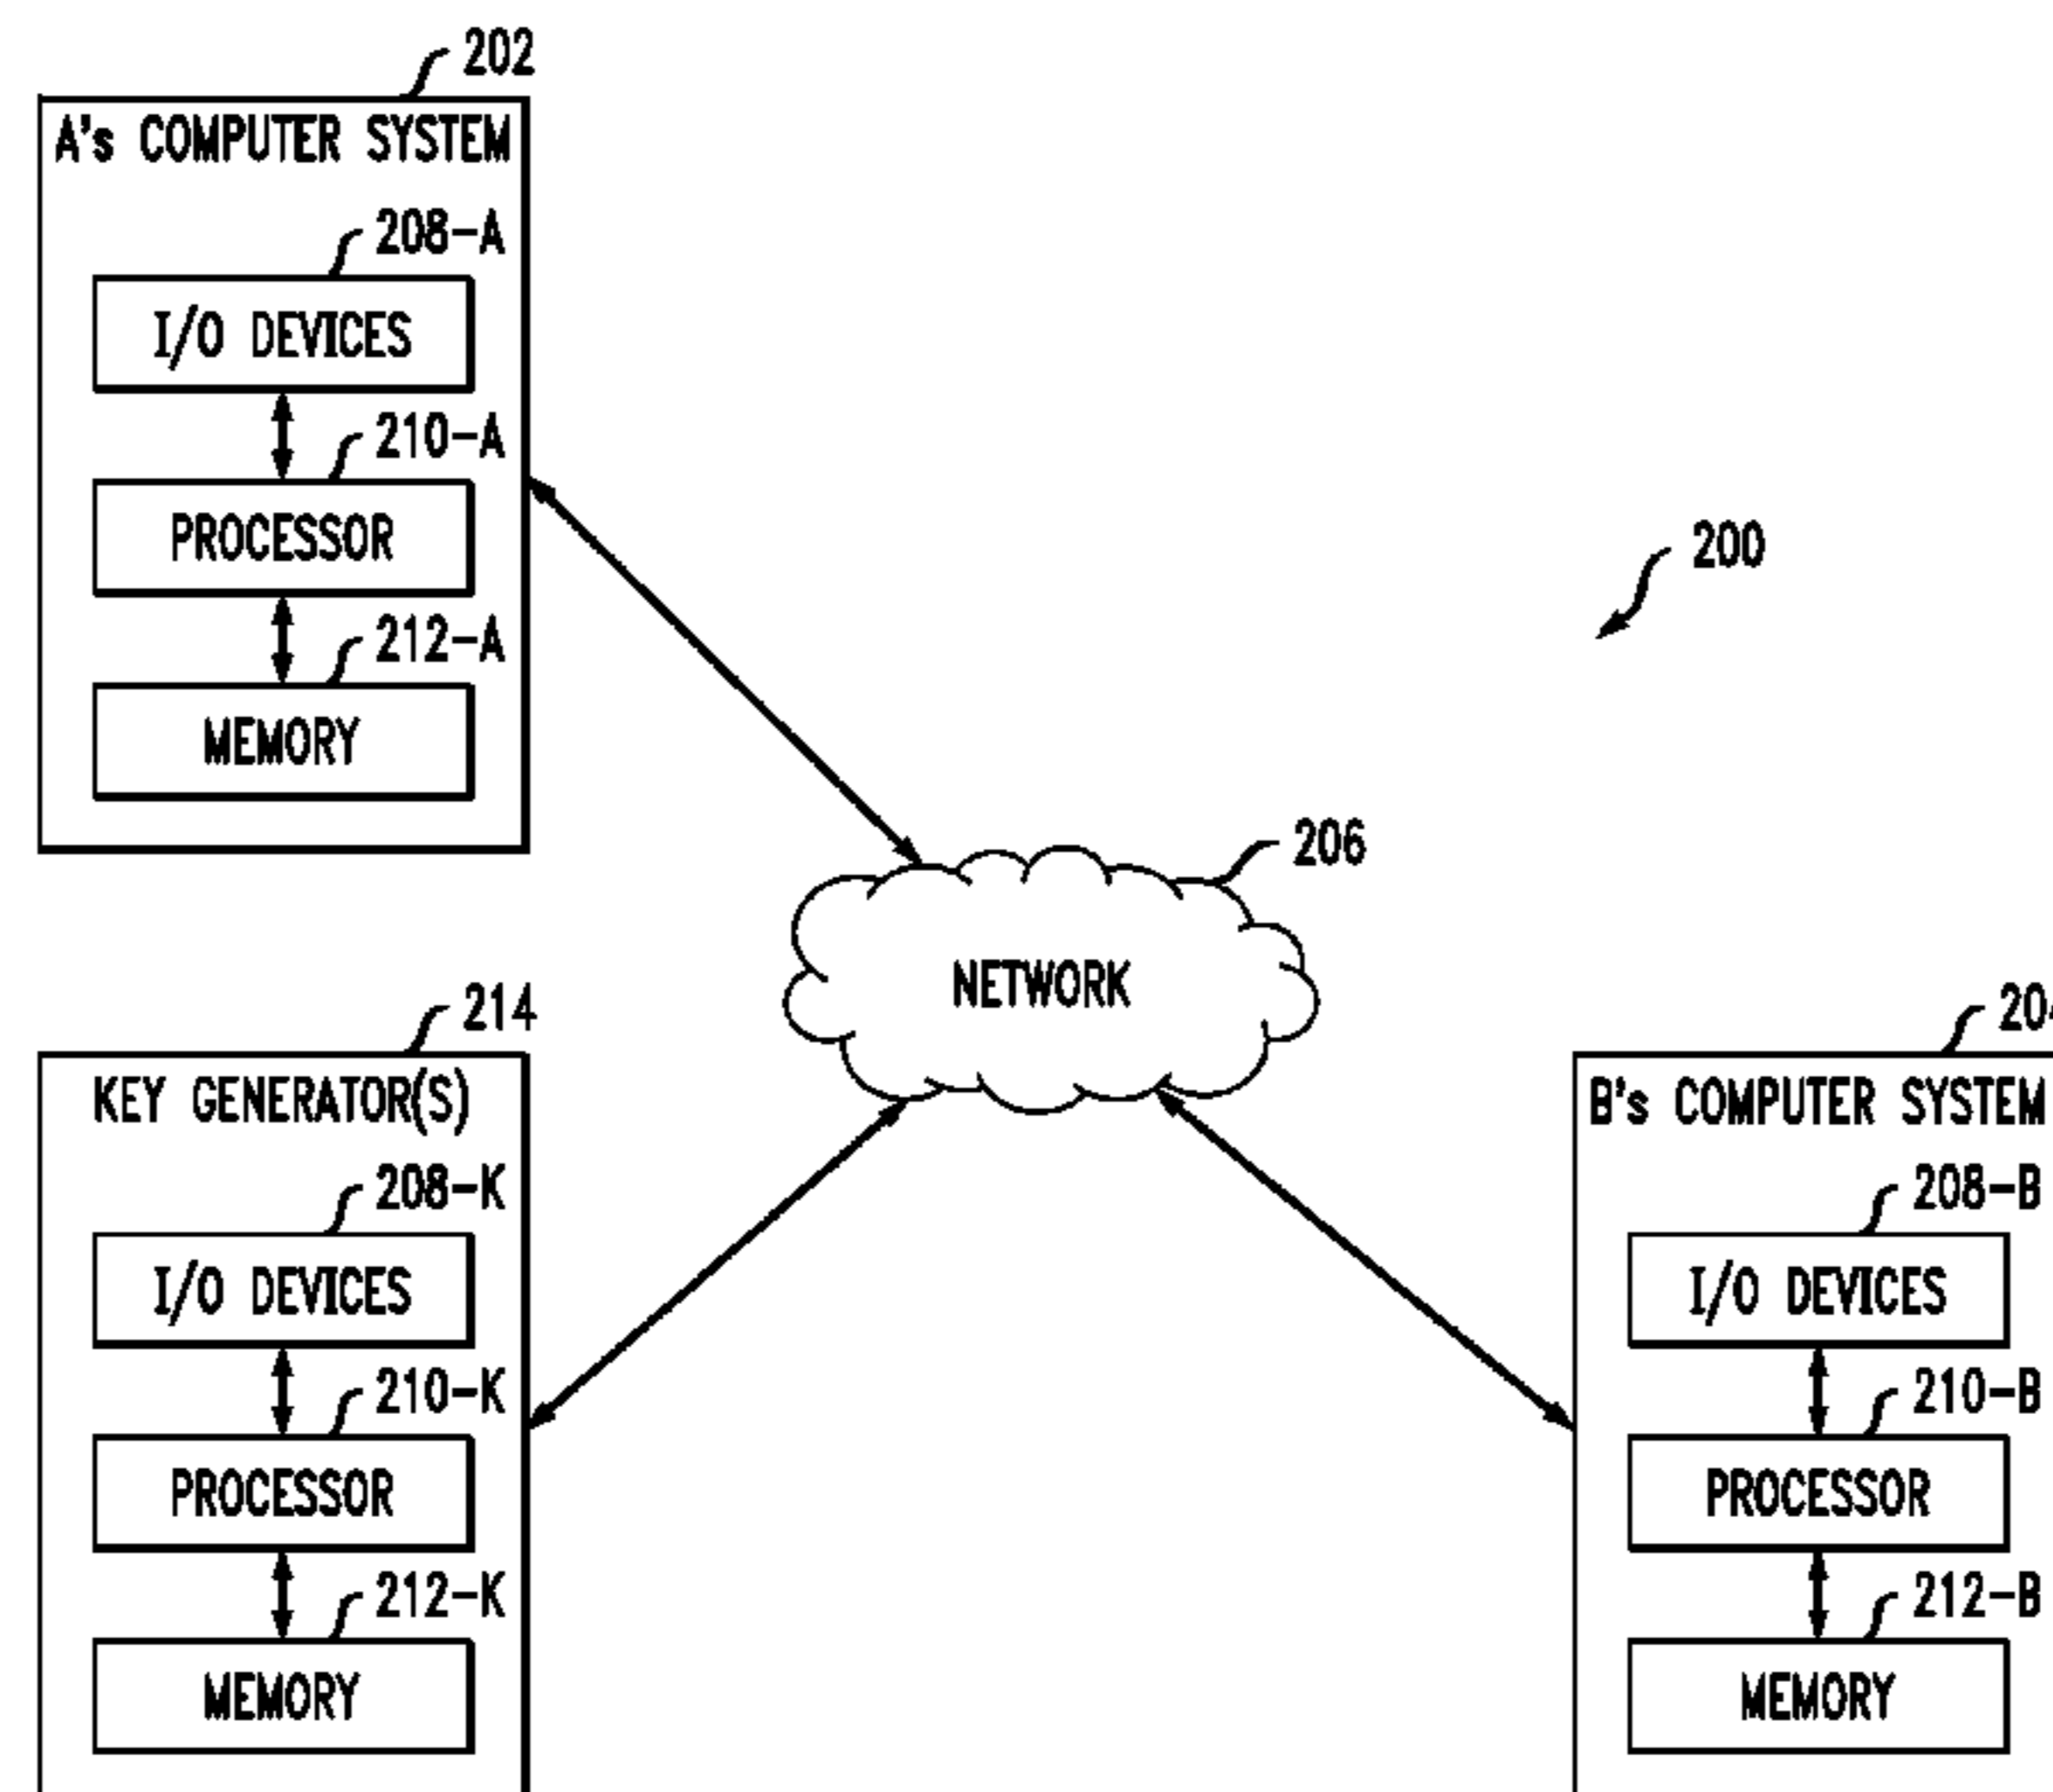 202
A's COMPUTER SYSTEM
208-A
I/O DEVICES
210-A
PROCESSOR
212-A
MEMORY
200
206
NETWORK
214
KEY GENERATOR(S)
208-K
I/O DEVICES
210-K
PROCESSOR
212-K
MEMORY
B's COMPUTER SYSTEM
208-B
I/O DEVICES
210-B
PROCESSOR
212-B
MEMORY